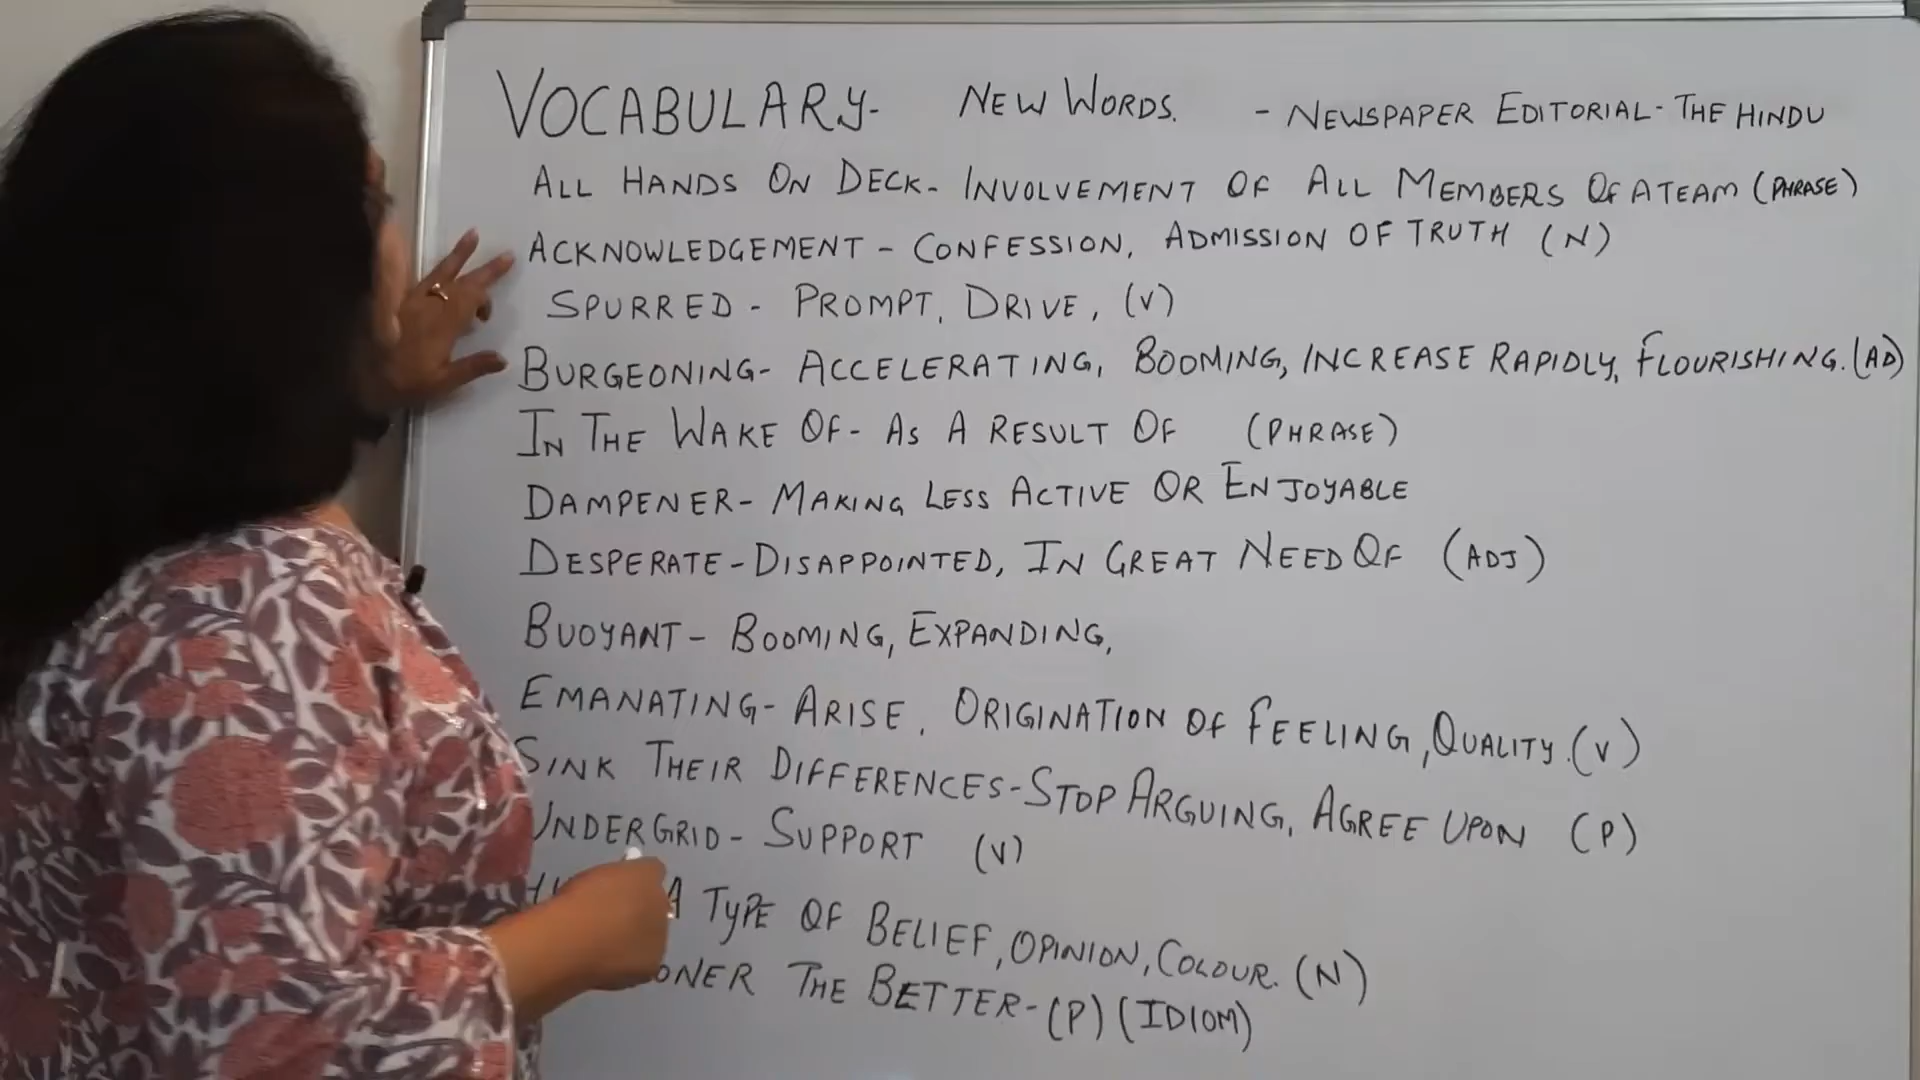 VOCABULARY- NEW WORDS. - NEWSPAPER EDITORIAL-THE HINDU
ALL HANDS ON DECK- INVOLVEMENT OF ALL MEMBERS OF A TEAM (PHRASE)
ACKNOWLEDGEMENT - CONFESSION, ADMISSION OF TRUTH (N)
SPURRED - PROMPT, DRIVE, (V)
BURGEONING- ACCELERATING, BOOMING, INCREASE RAPIDLY, FLOURISHING. (AD)
IN THE WAKE OF- AS A RESULT OF (PHRASE)
DAMPENER- MAKING LESS ACTIVE OR ENJOYABLE
DESPERATE-DISAPPOINTED, IN GREAT NEED OF (ADJ)
BUOYANT- BOOMING, EXPANDING,
EMANATING- ARISE, ORIGINATION OF FEELING, QUALITY. (V)
SINK THEIR DIFFERENCES-STOP ARGUING, AGREE UPON (P)
UNDERGRID- SUPPORT (V)
A TYPE OF BELIEF, OPINION, COLOUR. (N)
THE BETTER- (P) (IDIOM)